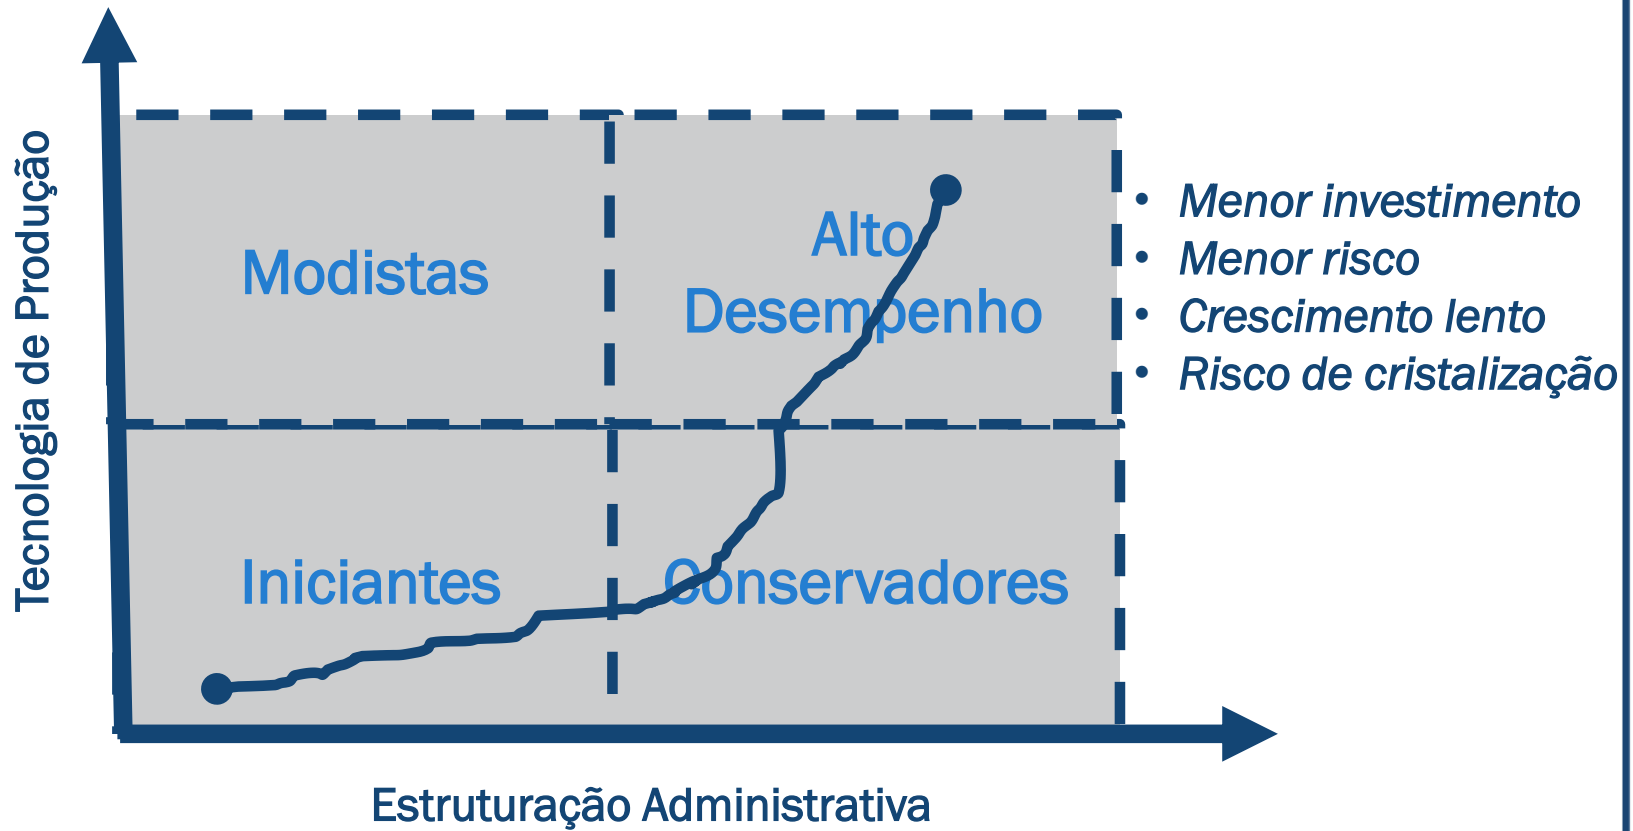 Tecnologia de Produção
Modistas
Alto
Desempenho
Iniciantes
Conservadores
Estruturação Administrativa
• Menor investimento
• Menor risco
• Crescimento lento
• Risco de cristalização